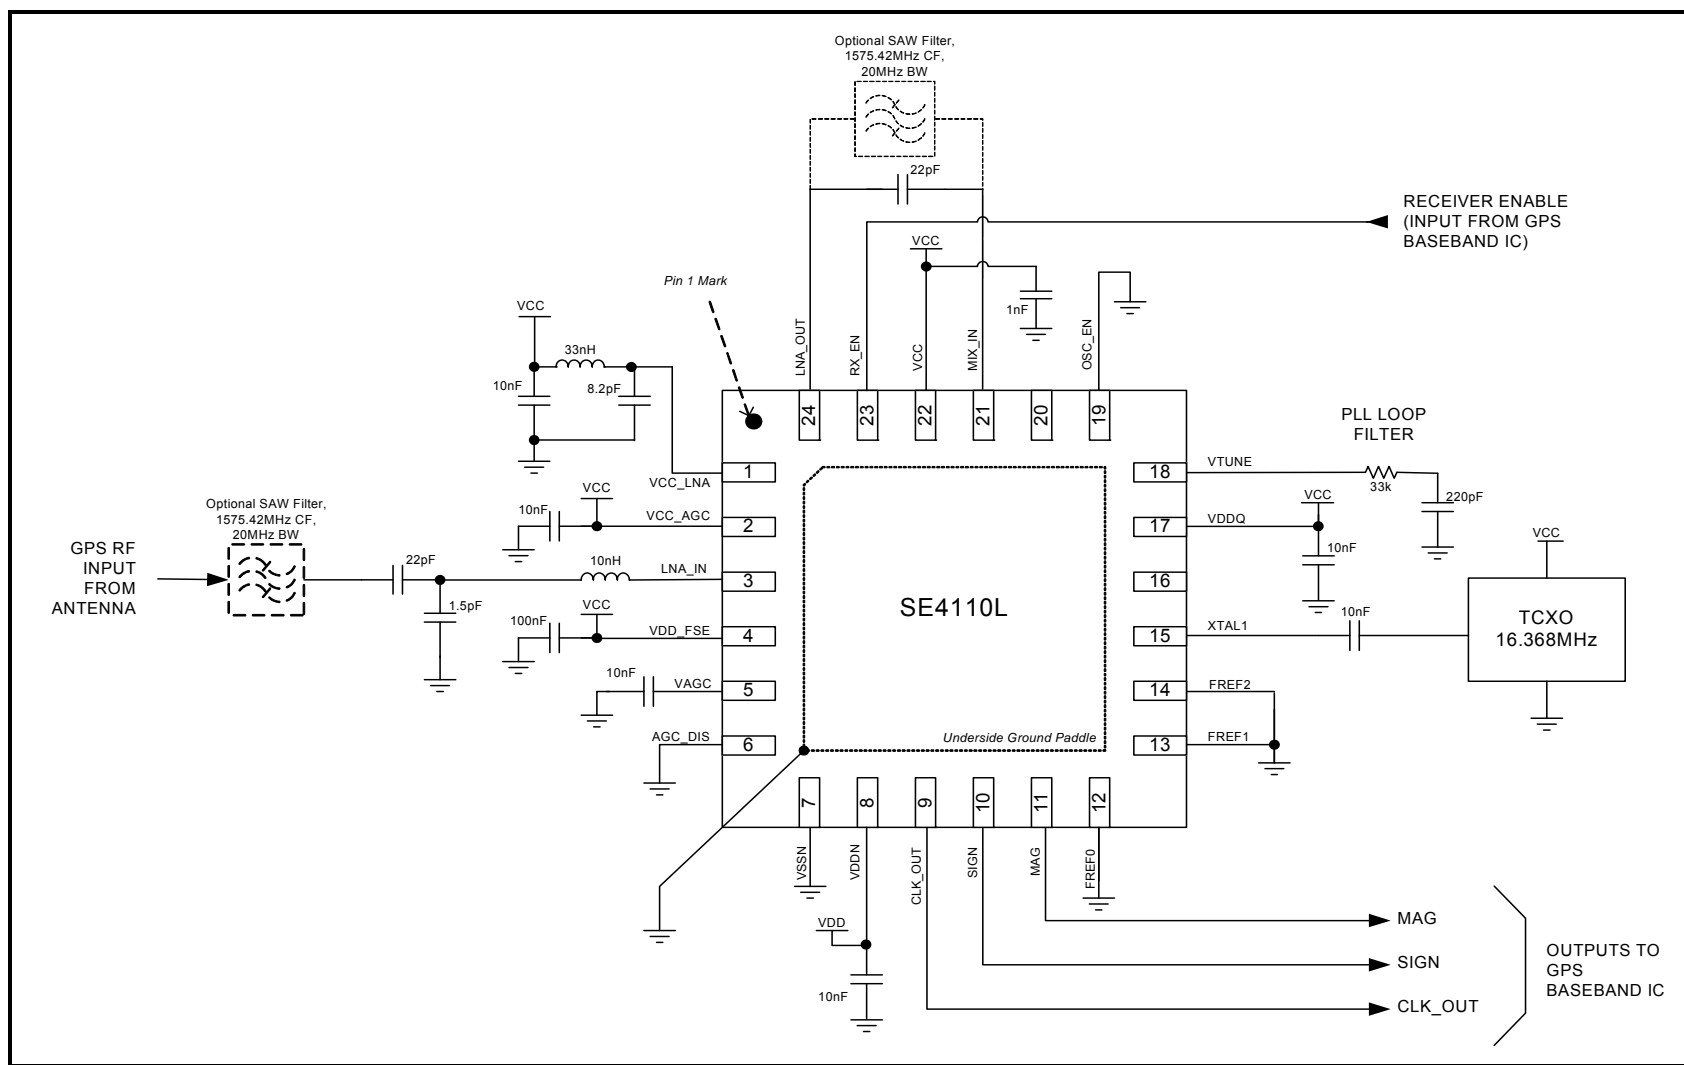 Optional SAW Filter,
1575.42MHz CF,
20MHz BW
22pF
RECEIVER ENABLE
(INPUT FROM GPS
BASEBAND IC)
VCC
1nF
Pin 1 Mark
LNA_OUT
RX_EN
VCC
MIX_IN
OSC_EN
VCC
33nH
10nF
8.2pF
24
23
22
21
20
19
PLL LOOP
FILTER
1
VCC_LNA
18
VTUNE
33k
220pF
VCC
10nF
VCC_AGC
2
17
VDDQ
VCC
10nF
Optional SAW Filter,
1575.42MHz CF,
20MHz BW
GPS RF
INPUT
FROM
ANTENNA
22pF
1.5pF
10nH
LNA_IN
3
16
VCC
100nF
VDD_FSE
4
SE4110L
15
XTAL1
10nF
VCC
TCXO
16.368MHz
10nF
VAGC
5
14
FREF2
AGC_DIS
6
Underside Ground Paddle
13
FREF1
7
8
9
10
11
12
VSSN
VDDN
CLK_OUT
SIGN
MAG
FREF0
VDD
10nF
MAG
SIGN
CLK_OUT
OUTPUTS TO
GPS
BASEBAND IC